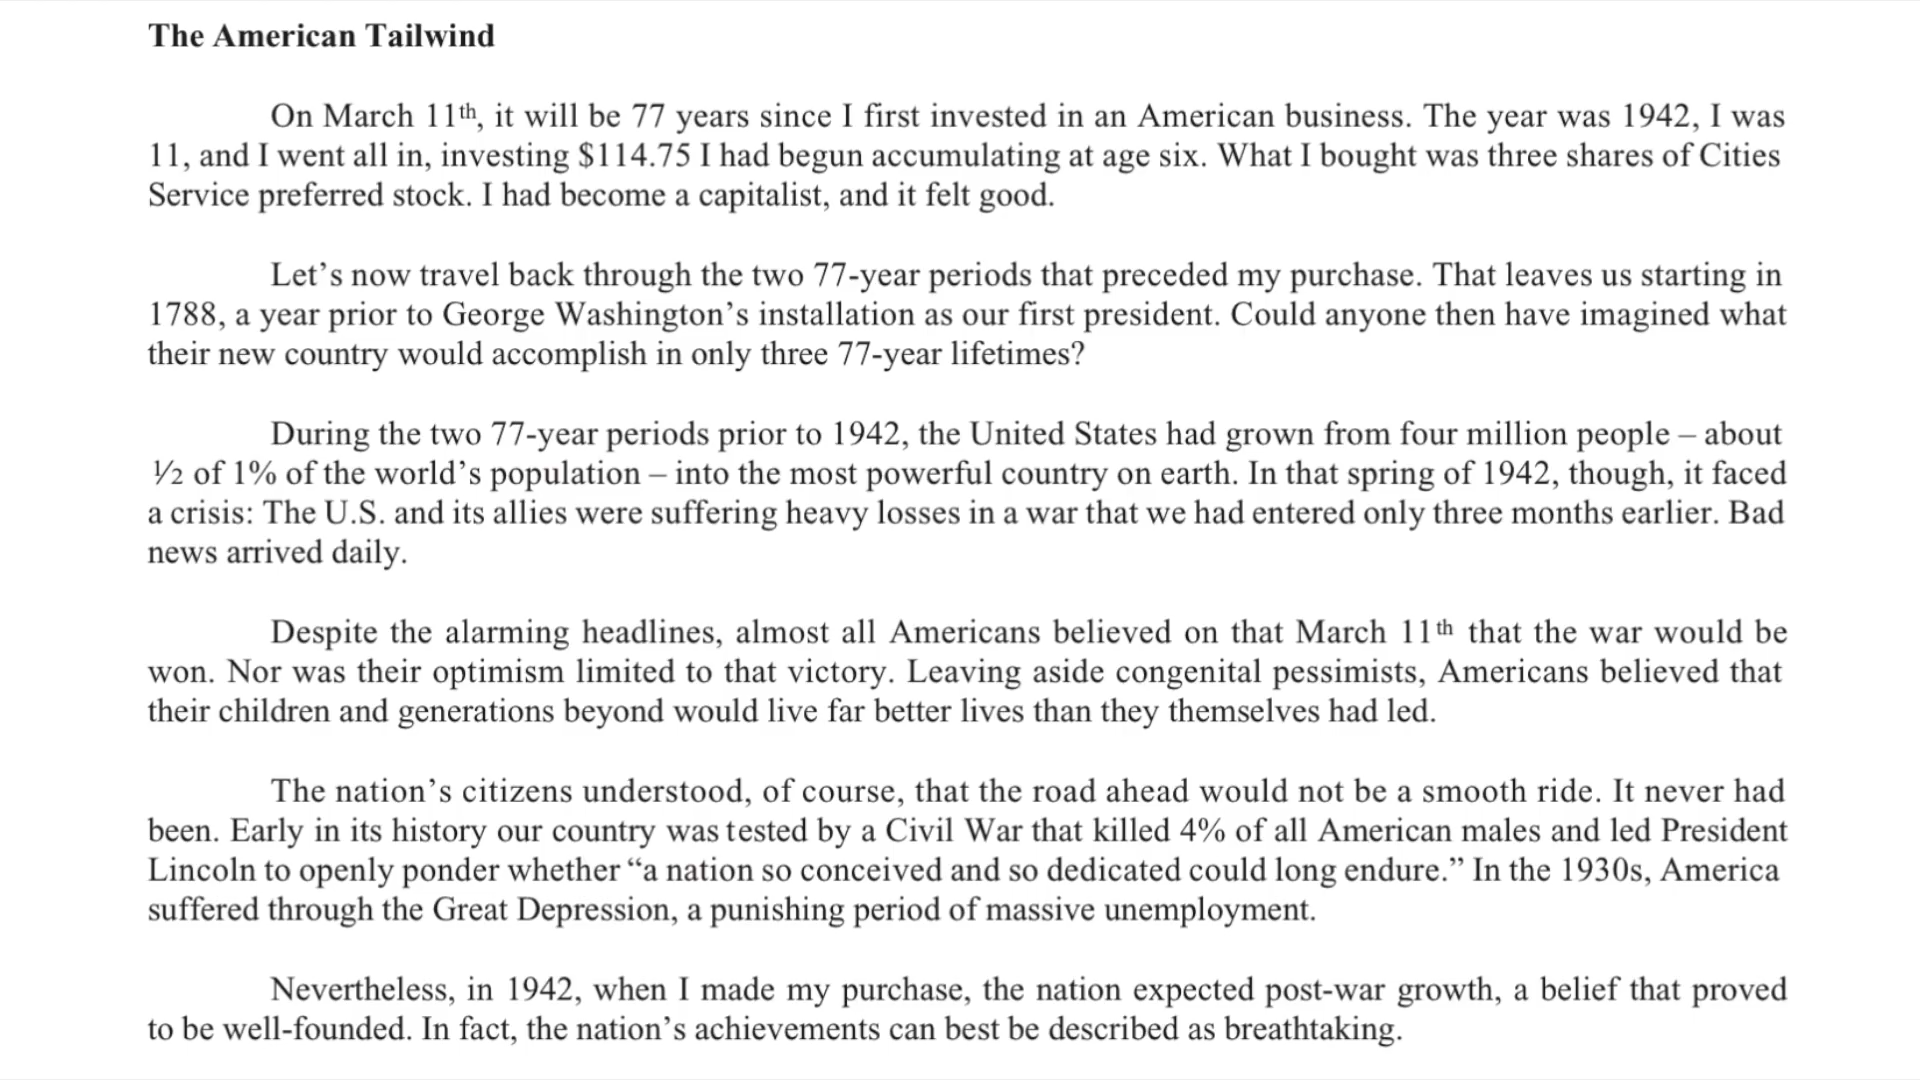 The American Tailwind
On March 11th, it will be 77 years since I first invested in an American business. The year was 1942, I was
11, and I went all in, investing $114.75 I had begun accumulating at age six. What I bought was three shares of Cities
Service preferred stock. I had become a capitalist, and it felt good.
Let’s now travel back through the two 77-year periods that preceded my purchase. That leaves us starting in
1788, a year prior to George Washington’s installation as our first president. Could anyone then have imagined what
their new country would accomplish in only three 77-year lifetimes?
During the two 77-year periods prior to 1942, the United States had grown from four million people – about
½ of 1% of the world’s population – into the most powerful country on earth. In that spring of 1942, though, it faced
a crisis: The U.S. and its allies were suffering heavy losses in a war that we had entered only three months earlier. Bad
news arrived daily.
Despite the alarming headlines, almost all Americans believed on that March 11th that the war would be
won. Nor was their optimism limited to that victory. Leaving aside congenital pessimists, Americans believed that
their children and generations beyond would live far better lives than they themselves had led.
The nation’s citizens understood, of course, that the road ahead would not be a smooth ride. It never had
been. Early in its history our country was tested by a Civil War that killed 4% of all American males and led President
Lincoln to openly ponder whether “a nation so conceived and so dedicated could long endure.” In the 1930s, America
suffered through the Great Depression, a punishing period of massive unemployment.
Nevertheless, in 1942, when I made my purchase, the nation expected post-war growth, a belief that proved
to be well-founded. In fact, the nation’s achievements can best be described as breathtaking.